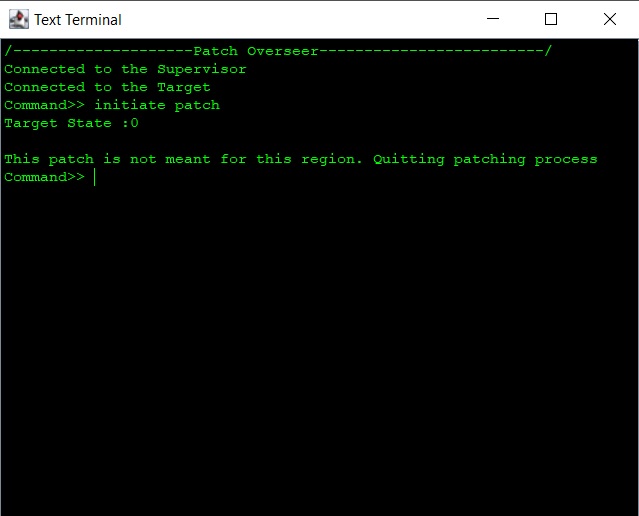 Text Terminal
/--------------------Patch Overseer-------------------------/
Connected to the Supervisor
Connected to the Target
Command>> initiate patch
Target State :0
This patch is not meant for this region. Quitting patching process
Command>>